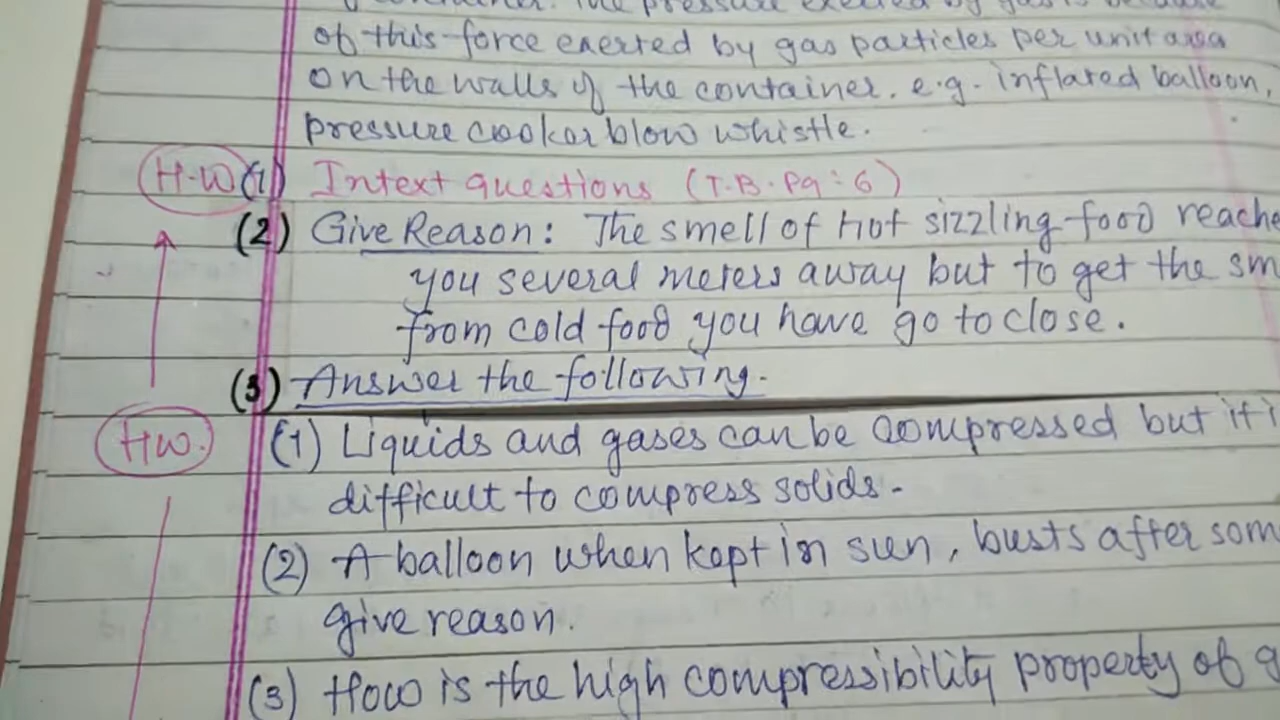 of this force exerted by gas particles per unit area
on the walls of the container. e.g. inflared balloon,
pressure cooker blow whistle.
H.W (1) Intext questions (T.B. Pg: 6)
(2) Give Reason: The smell of hot sizzling food reache
you several meters away but to get the sm
from cold food you have go to close.
(3) Answer the following.
HW. (1) Liquids and gases can be compressed but it i
difficult to compress solids.
(2) A balloon when kept in sun, busts after som
give reason.
(3) How is the high compressibility property of g